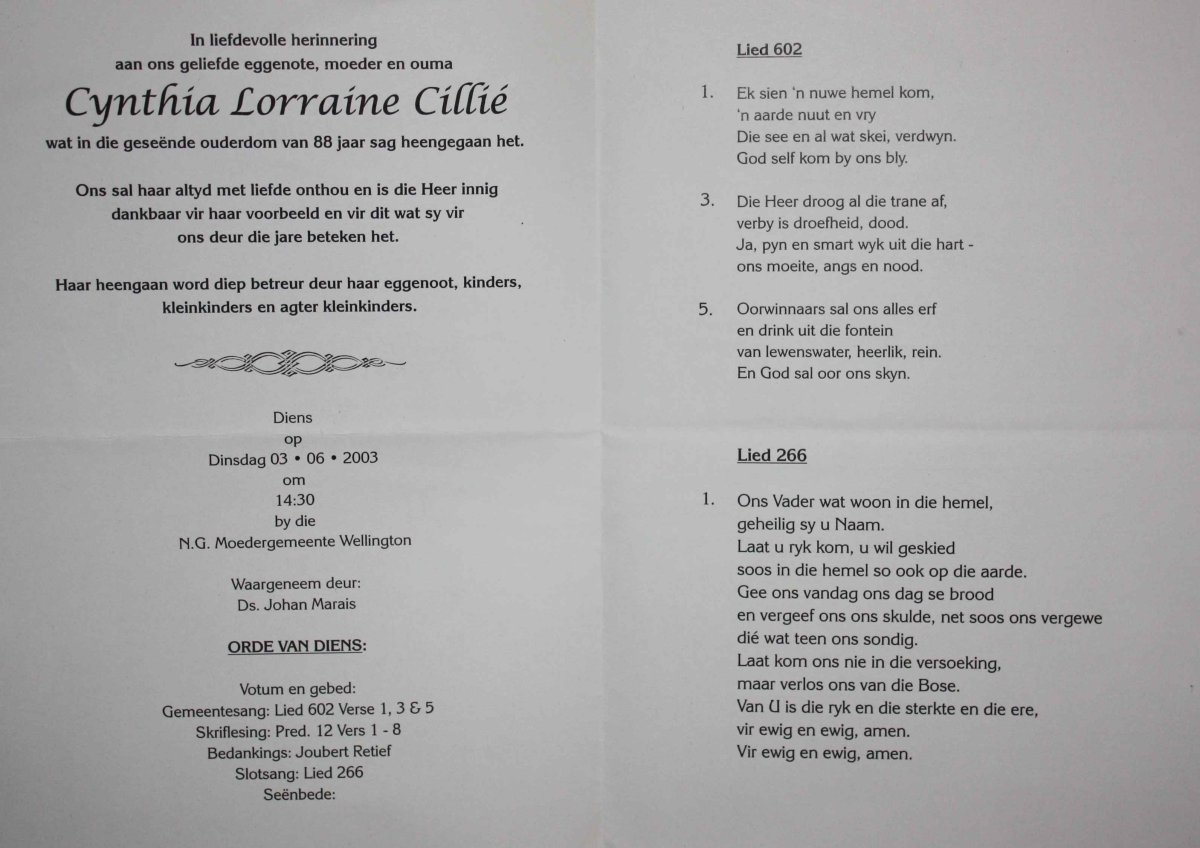 In liefdevolle herinnering
aan ons geliefde eggenote, moeder en ouma
Cynthia Lorraine Cillié
wat in die geseënde ouderdom van 88 jaar sag heengegaan het.
Ons sal haar altyd met liefde onthou en is die Heer innig
dankbaar vir haar voorbeeld en vir dit wat sy vir
ons deur die jare beteken het.
Haar heengaan word diep betreur deur haar eggenoot, kinders,
kleinkinders en agter kleinkinders.
Diens
op
Dinsdag 03 • 06 • 2003
om
14:30
by die
N.G. Moedergemeente Wellington
Waargeneem deur:
Ds. Johan Marais
ORDE VAN DIENS:
Votum en gebed:
Gemeentesang: Lied 602 Verse 1, 3 & 5
Skriflesing: Pred. 12 Vers 1 - 8
Bedankings: Joubert Retief
Slotsang: Lied 266
Seënbede:
Lied 602
1. Ek sien ‘n nuwe hemel kom,
‘n aarde nuut en vry
Die see en al wat skei, verdwyn.
God self kom by ons bly.
3. Die Heer droog al die trane af,
verby is droefheid, dood.
Ja, pyn en smart wyk uit die hart -
ons moeite, angs en nood.
5. Oorwinnaars sal ons alles erf
en drink uit die fontein
van lewenswater, heerlik, rein.
En God sal oor ons skyn.
Lied 266
1. Ons Vader wat woon in die hemel,
geheilig sy u Naam.
Laat u ryk kom, u wil geskied
soos in die hemel so ook op die aarde.
Gee ons vandag ons dag se brood
en vergeef ons ons skulde, net soos ons vergewe
dié wat teen ons sondig.
Laat kom ons nie in die versoeking,
maar verlos ons van die Bose.
Van U is die ryk en die sterkte en die ere,
vir ewig en ewig, amen.
Vir ewig en ewig, amen.